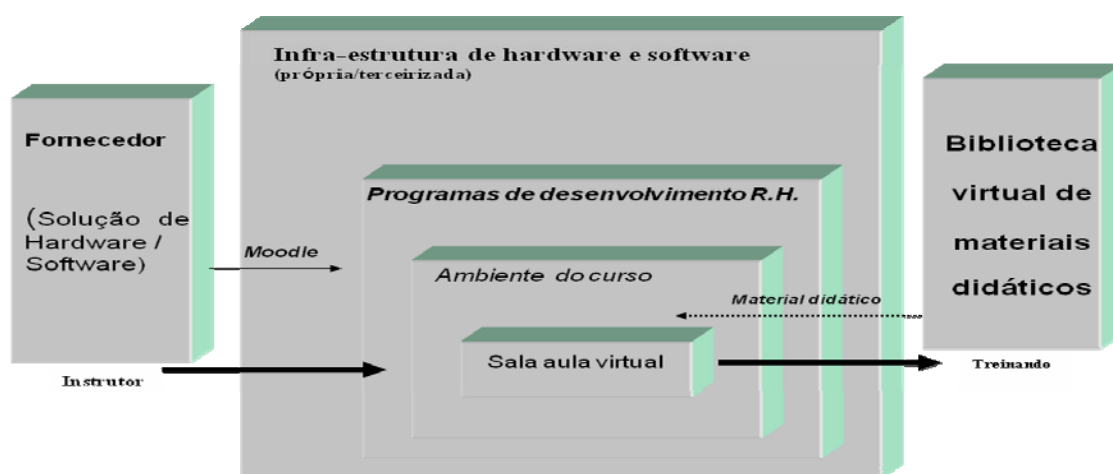 Infra-estrutura de hardware e software
(própria/terceirizada)
Fornecedor
(Solução de
Hardware /
Software)
Moodle
Instrutor
Programas de desenvolvimento R.H.
Ambiente do curso
Sala aula virtual
Material didático
Biblioteca
virtual de
materiais
didáticos
Treinando